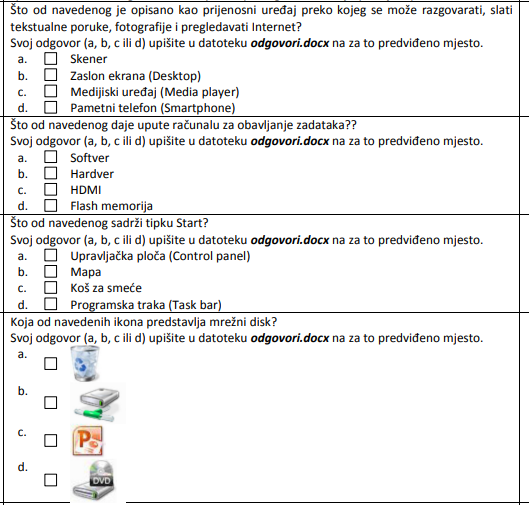 Što od navedenog je opisano kao prijenosni uređaj preko kojeg se može razgovarati, slati
tekstualne poruke, fotografije i pregledavati Internet?
Svoj odgovor (a, b, c ili d) upišite u datoteku odgovori.docx na za to predviđeno mjesto.
a. Skener
b. Zaslon ekrana (Desktop)
c. Medijiski uređaj (Media player)
d. Pametni telefon (Smartphone)
Što od navedenog daje upute računalu za obavljanje zadataka??
Svoj odgovor (a, b, c ili d) upišite u datoteku odgovori.docx na za to predviđeno mjesto.
a. Softver
b. Hardver
c. HDMI
d. Flash memorija
Što od navedenog sadrži tipku Start?
Svoj odgovor (a, b, c ili d) upišite u datoteku odgovori.docx na za to predviđeno mjesto.
a. Upravljačka ploča (Control panel)
b. Mapa
c. Koš za smeće
d. Programska traka (Task bar)
Koja od navedenih ikona predstavlja mrežni disk?
Svoj odgovor (a, b, c ili d) upišite u datoteku odgovori.docx na za to predviđeno mjesto.
a.
b.
c. P
d. DVD